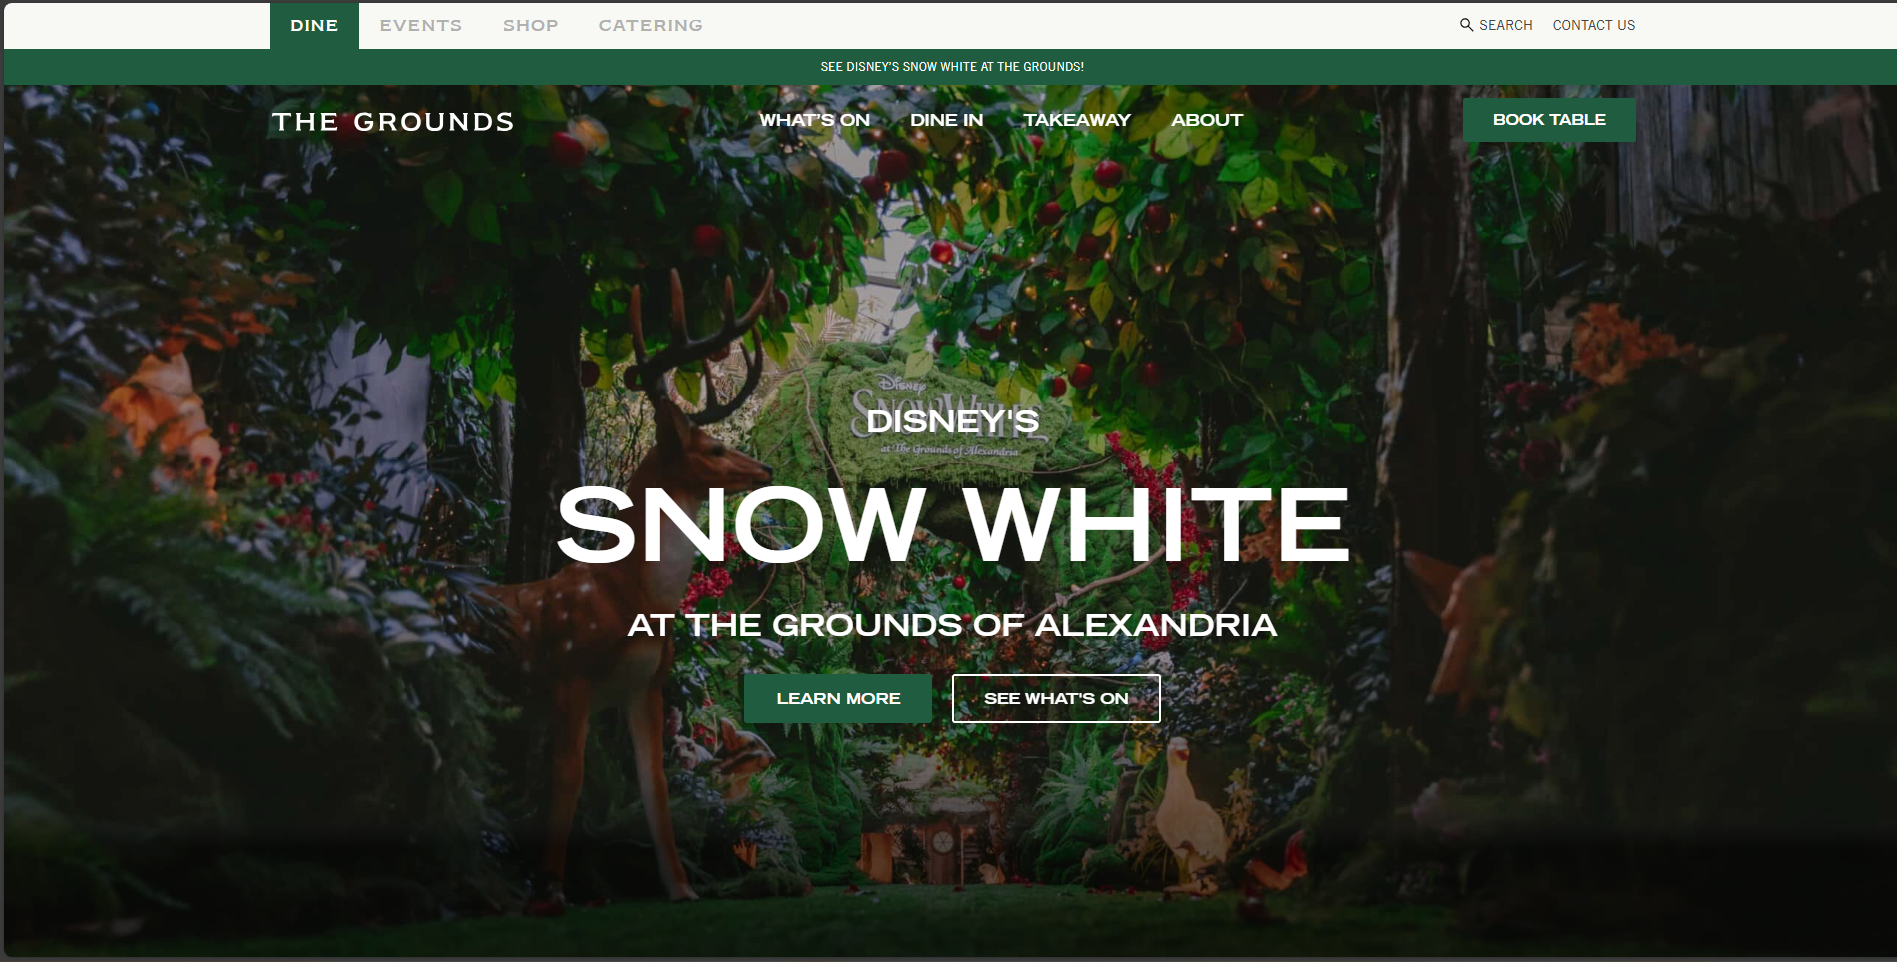 DINE
EVENTS
SHOP
CATERING
SEARCH
CONTACT US
SEE DISNEY'S SNOW WHITE AT THE GROUNDS!
THE GROUNDS
WHAT'S ON
DINE IN
TAKEAWAY
ABOUT
BOOK TABLE
DISNEY
SNOW WHITE
at The Grounds of Alexandria
DISNEY'S
SNOW WHITE
AT THE GROUNDS OF ALEXANDRIA
LEARN MORE
SEE WHAT'S ON